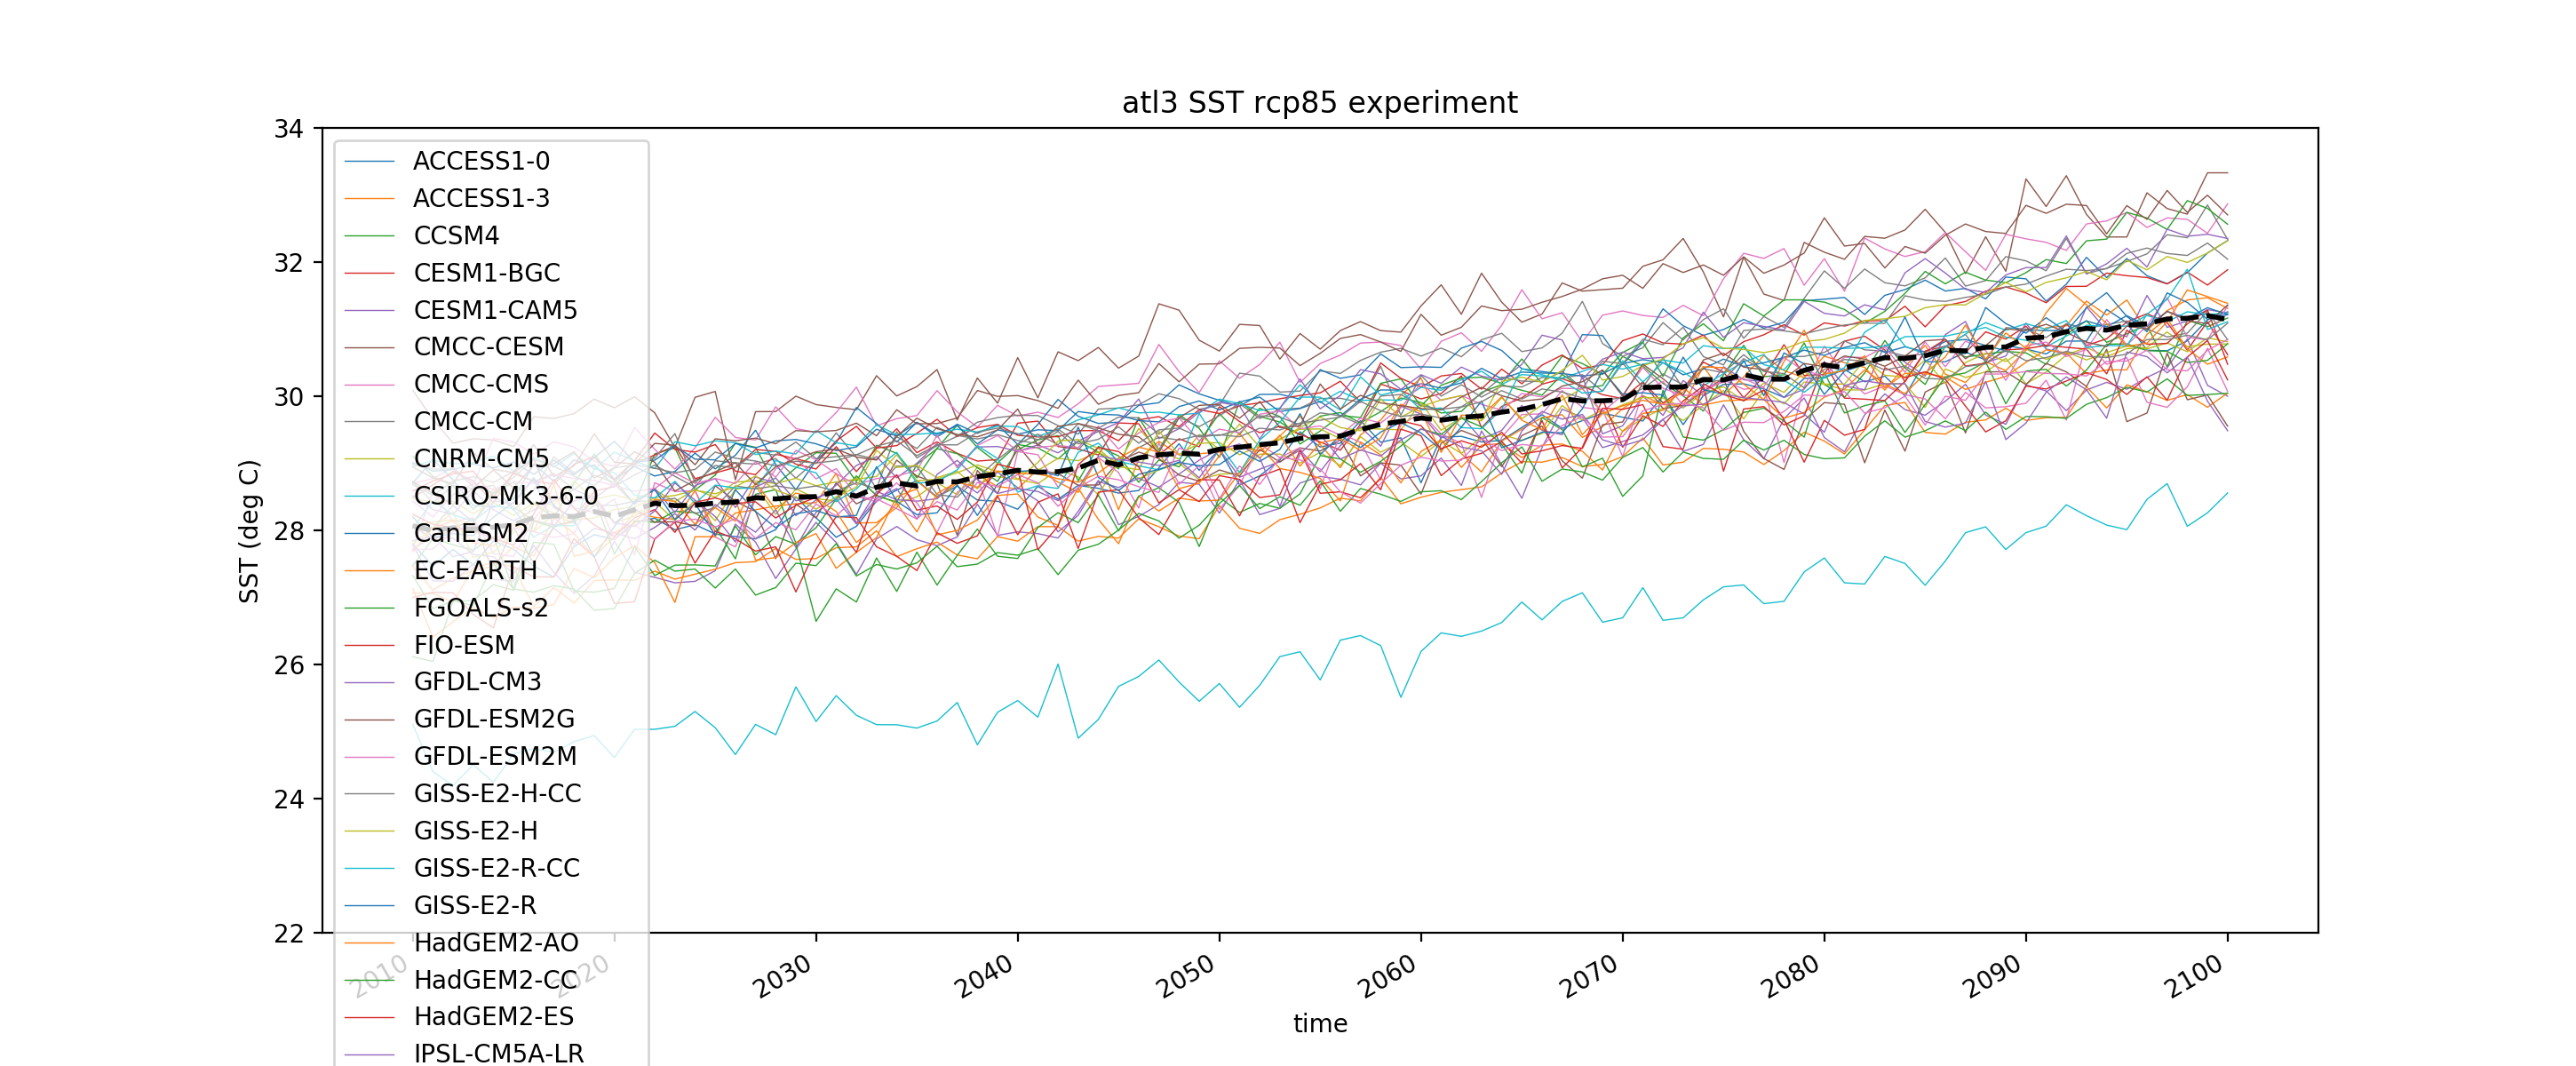 atl3 SST rcp85 experiment
34
32
30
28
26
24
22
SST (deg C)
ACCESS1-0
ACCESS1-3
CCSM4
CESM1-BGC
CESM1-CAM5
CMCC-CESM
CMCC-CMS
CMCC-CM
CNRM-CM5
CSIRO-Mk3-6-0
CanESM2
EC-EARTH
FGOALS-s2
FIO-ESM
GFDL-CM3
GFDL-ESM2G
GFDL-ESM2M
GISS-E2-H-CC
GISS-E2-H
GISS-E2-R-CC
GISS-E2-R
HadGEM2-AO
HadGEM2-CC
HadGEM2-ES
IPSL-CM5A-LR
2010 2020 2030 2040 2050 2060 2070 2080 2090 2100
time